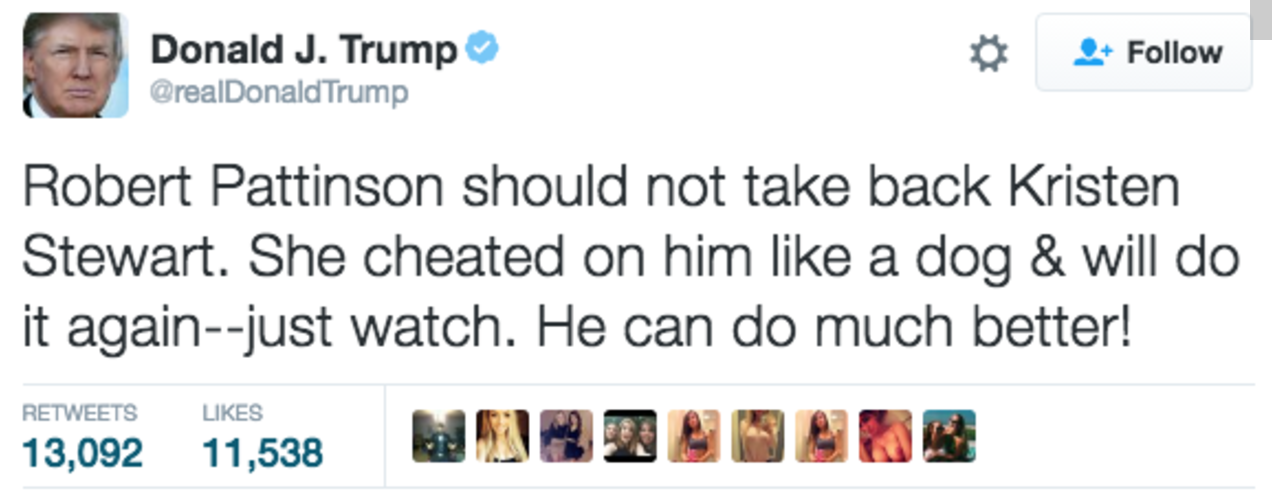 Donald J. Trump
@realDonaldTrump
Follow
Robert Pattinson should not take back Kristen
Stewart. She cheated on him like a dog & will do
it again--just watch. He can do much better!
RETWEETS LIKES
13,092 11,538